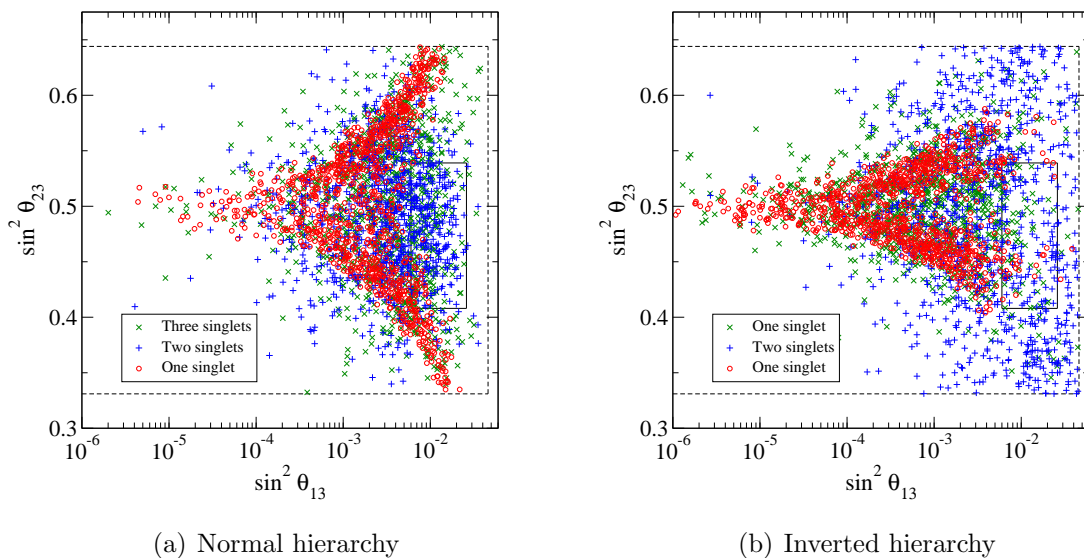 0.6
0.5
0.4
0.3
sin² θ₂₃
Three singlets
Two singlets
One singlet
10⁻⁶ 10⁻⁵ 10⁻⁴ 10⁻³ 10⁻²
sin² θ₁₃
(a) Normal hierarchy
0.6
0.5
0.4
0.3
sin² θ₂₃
One singlet
Two singlets
One singlet
10⁻⁶ 10⁻⁵ 10⁻⁴ 10⁻³ 10⁻²
sin² θ₁₃
(b) Inverted hierarchy